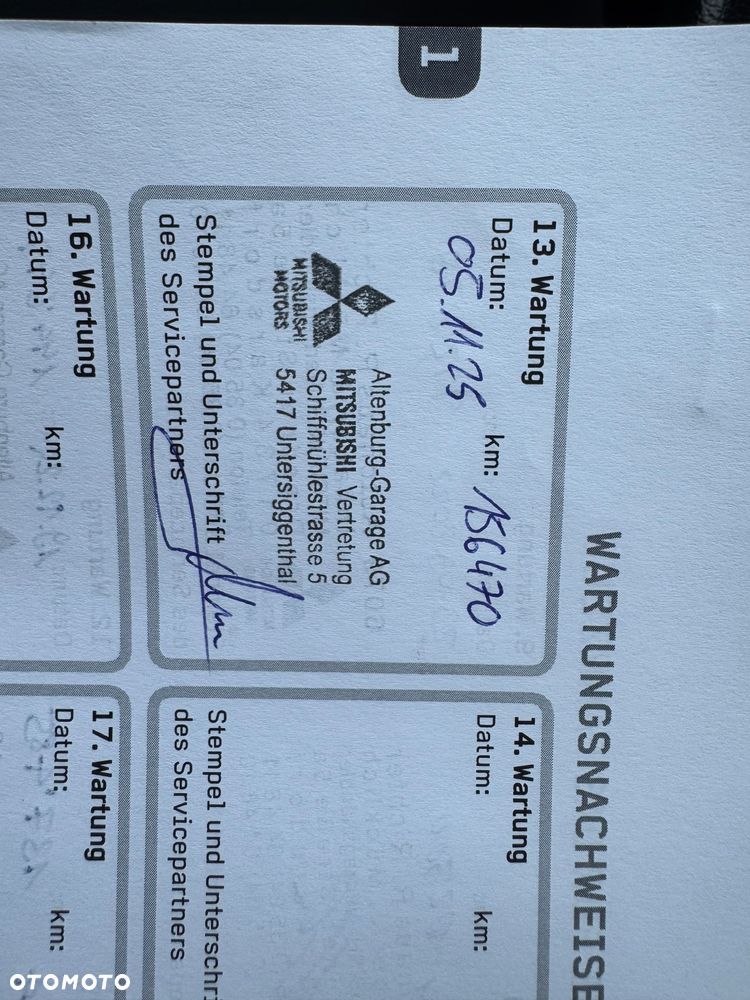 1
WARTUNGSNACHWEISE
13. Wartung
Datum: km:
05.11.25 156470
MITSUBISHI
MOTORS
Altenburg-Garage AG
MITSUBISHI Vertretung
Schiffmühlestrasse 5
5417 Untersiggenthal
Stempel und Unterschrift
des Servicepartners
14. Wartung
Datum: km:
Stempel und Unterschri
des Servicepartners
16. Wartung
Datum: km:
17. Wartung
Datum: km:
OTOMOTO